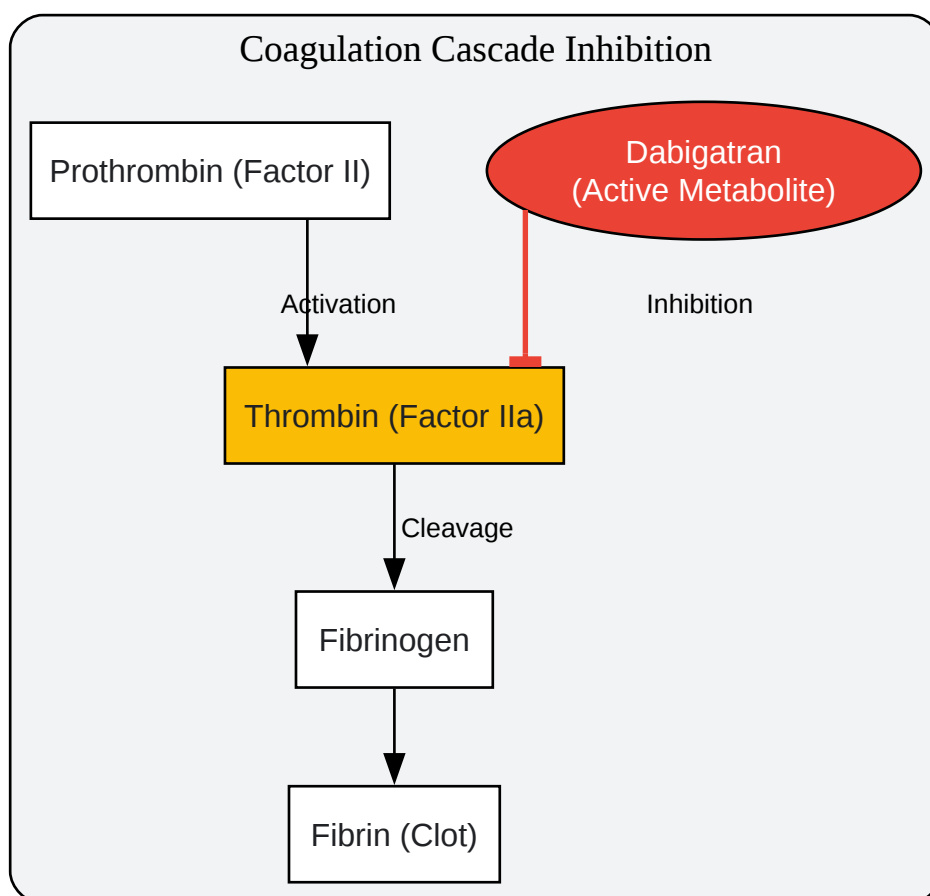 Coagulation Cascade Inhibition
Prothrombin (Factor II)
Dabigatran
(Active Metabolite)
Activation
Inhibition
Thrombin (Factor IIa)
Cleavage
Fibrinogen
Fibrin (Clot)